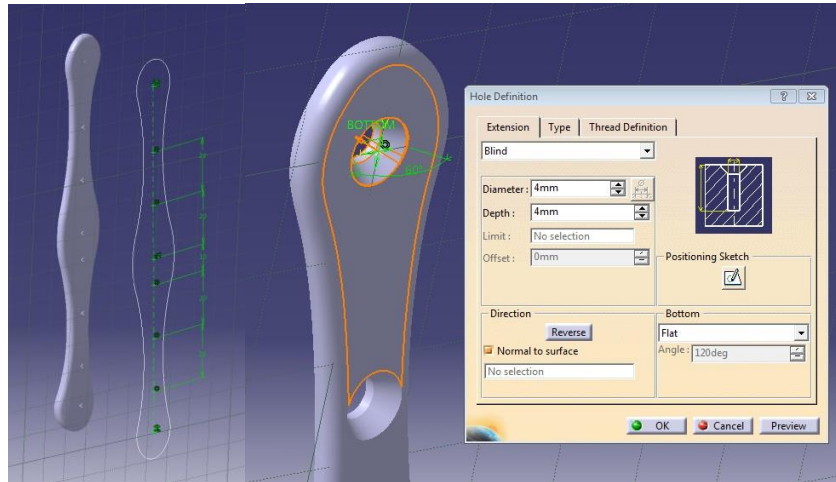 Hole Definition
Extension Type Thread Definition
Blind
Diameter : 4mm
Depth : 4mm
Limit : No selection
Offset : 0mm
Positioning Sketch
Direction
Reverse
Normal to surface
No selection
Bottom
Flat
Angle : 120deg
OK Cancel Preview
BOTTOM
60°